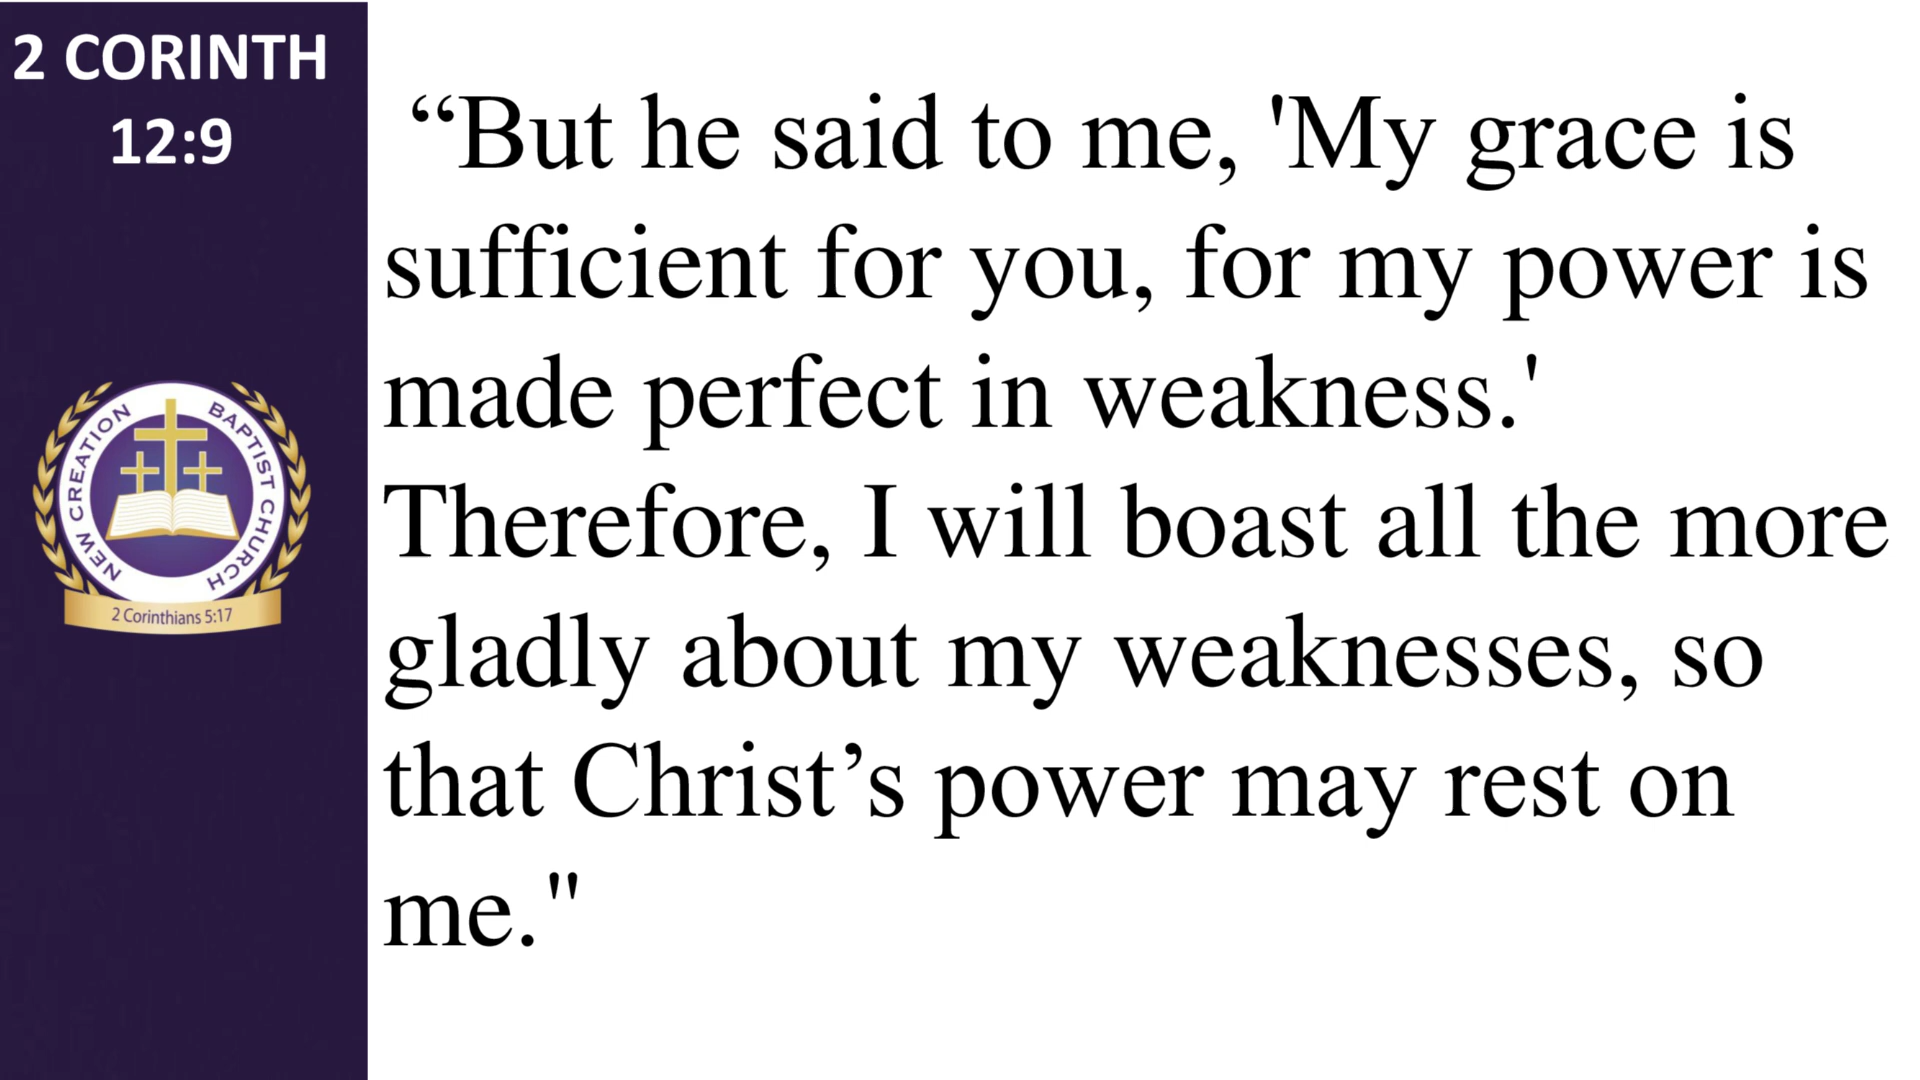 2 CORINTH
12:9
NEW CREATION BAPTIST CHURCH
2 Corinthians 5:17
“But he said to me, 'My grace is
sufficient for you, for my power is
made perfect in weakness.'
Therefore, I will boast all the more
gladly about my weaknesses, so
that Christ’s power may rest on
me."